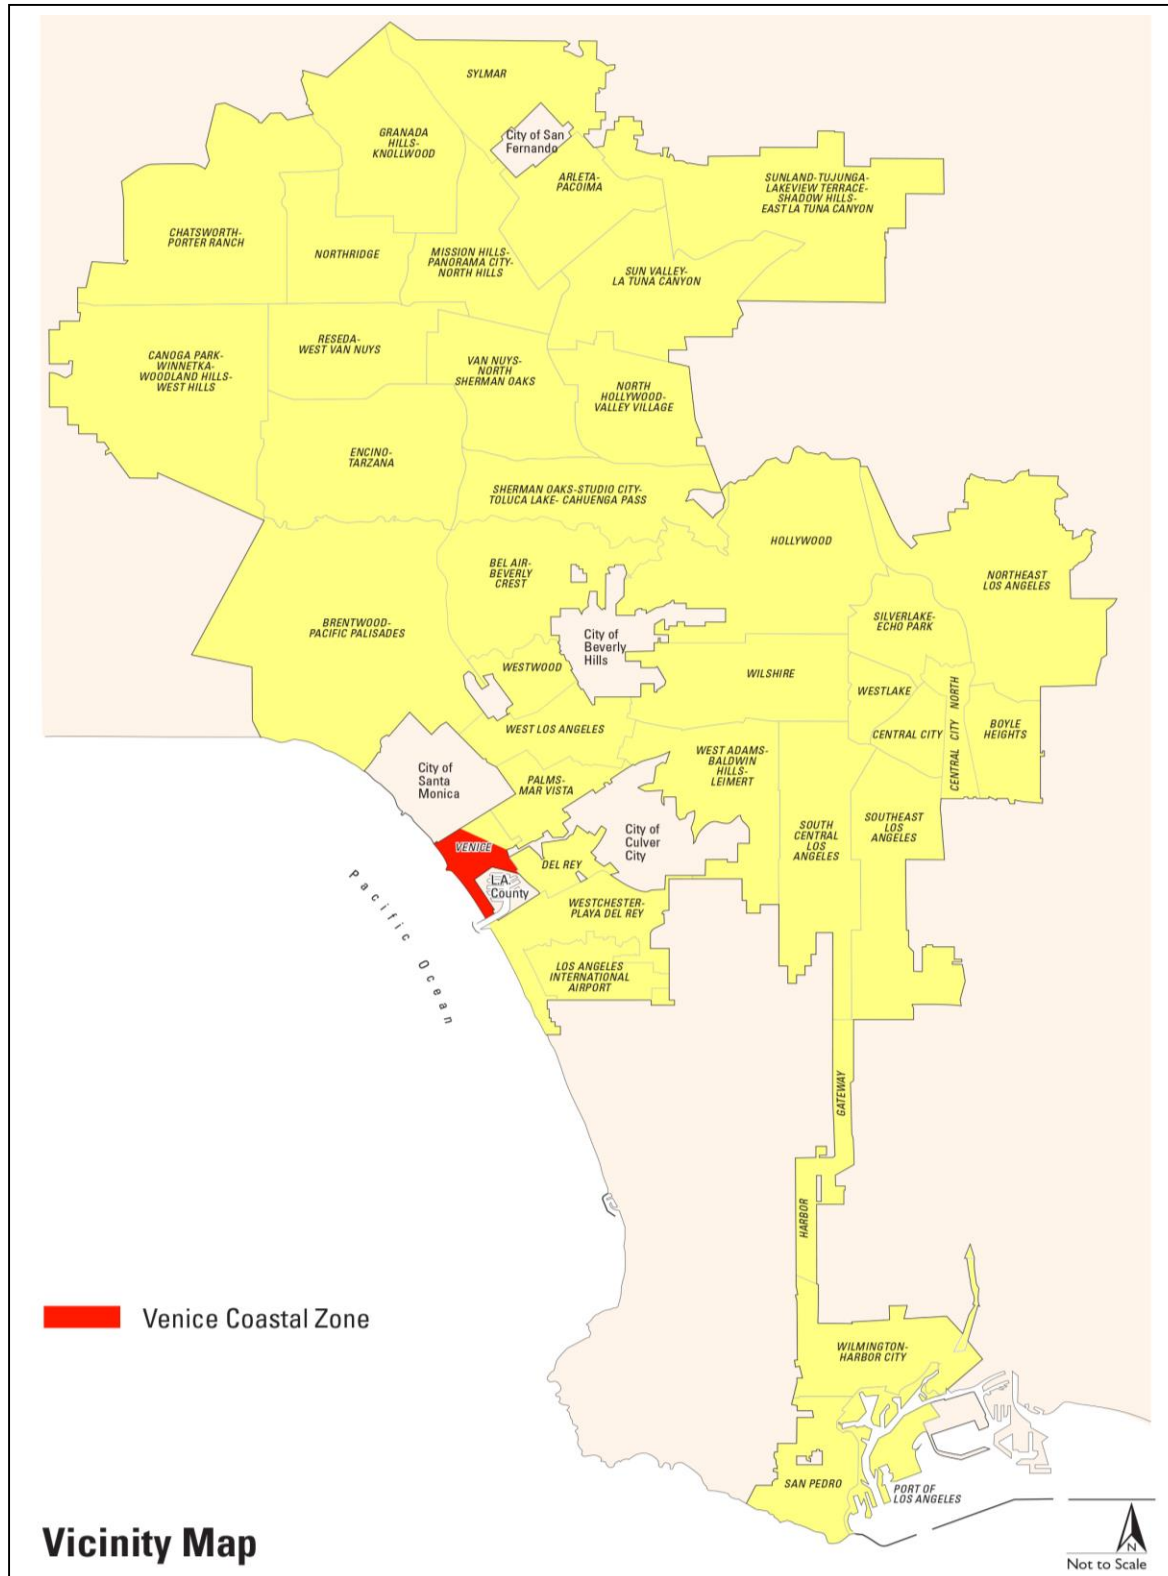 SYLMAR
City of San
Fernando
GRANADA
HILLS-
KNOLLWOOD
ARLETA-
PACOIMA
SUNLAND-TUJUNGA-
LAKEVIEW TERRACE-
SHADOW HILLS-
EAST LA TUNA CANYON
CHATSWORTH-
PORTER RANCH
NORTHRIDGE
MISSION HILLS-
PANORAMA CITY-
NORTH HILLS
SUN VALLEY-
LA TUNA CANYON
CANOGA PARK-
WINNETKA-
WOODLAND HILLS-
WEST HILLS
RESEDA-
WEST VAN NUYS
VAN NUYS-
NORTH
SHERMAN OAKS
NORTH
HOLLYWOOD-
VALLEY VILLAGE
ENCINO-
TARZANA
SHERMAN OAKS-STUDIO CITY-
TOLUCA LAKE- CAHUENGA PASS
HOLLYWOOD
NORTHEAST
LOS ANGELES
BEL AIR-
BEVERLY
CREST
BRENTWOOD-
PACIFIC PALISADES
SILVERLAKE-
ECHO PARK
City of
Beverly
Hills
WESTWOOD
WILSHIRE
WESTLAKE
CENTRAL CITY NORTH
BOYLE
HEIGHTS
CENTRAL CITY
WEST LOS ANGELES
WEST ADAMS-
BALDWIN
HILLS-
LEIMERT
City of
Santa
Monica
PALMS-
MAR VISTA
City of
Culver
City
SOUTH
CENTRAL
LOS
ANGELES
SOUTHEAST
LOS
ANGELES
VENICE
DEL REY
L.A.
County
WESTCHESTER-
PLAYA DEL REY
Pacific Ocean
LOS ANGELES
INTERNATIONAL
AIRPORT
GATEWAY
HARBOR
Venice Coastal Zone
WILMINGTON-
HARBOR CITY
SAN PEDRO
PORT OF
LOS ANGELES
Vicinity Map
N
Not to Scale